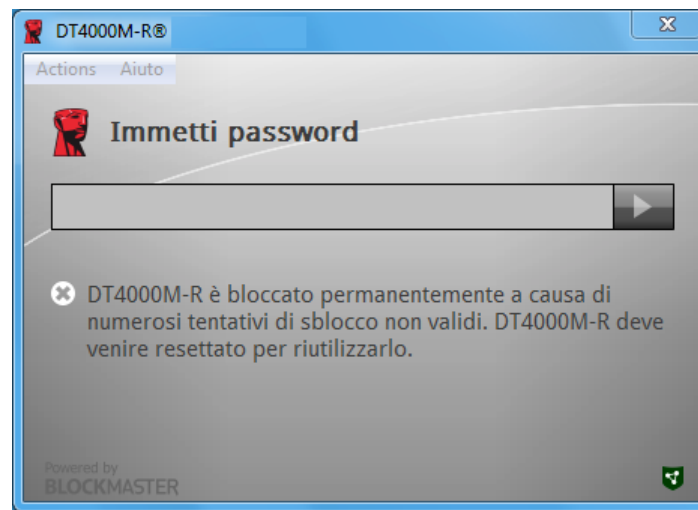 DT4000M-R®
Actions Aiuto
Immetti password
DT4000M-R è bloccato permanentemente a causa di
numerosi tentativi di sblocco non validi. DT4000M-R deve
venire resettato per riutilizzarlo.
Powered by
BLOCKMASTER